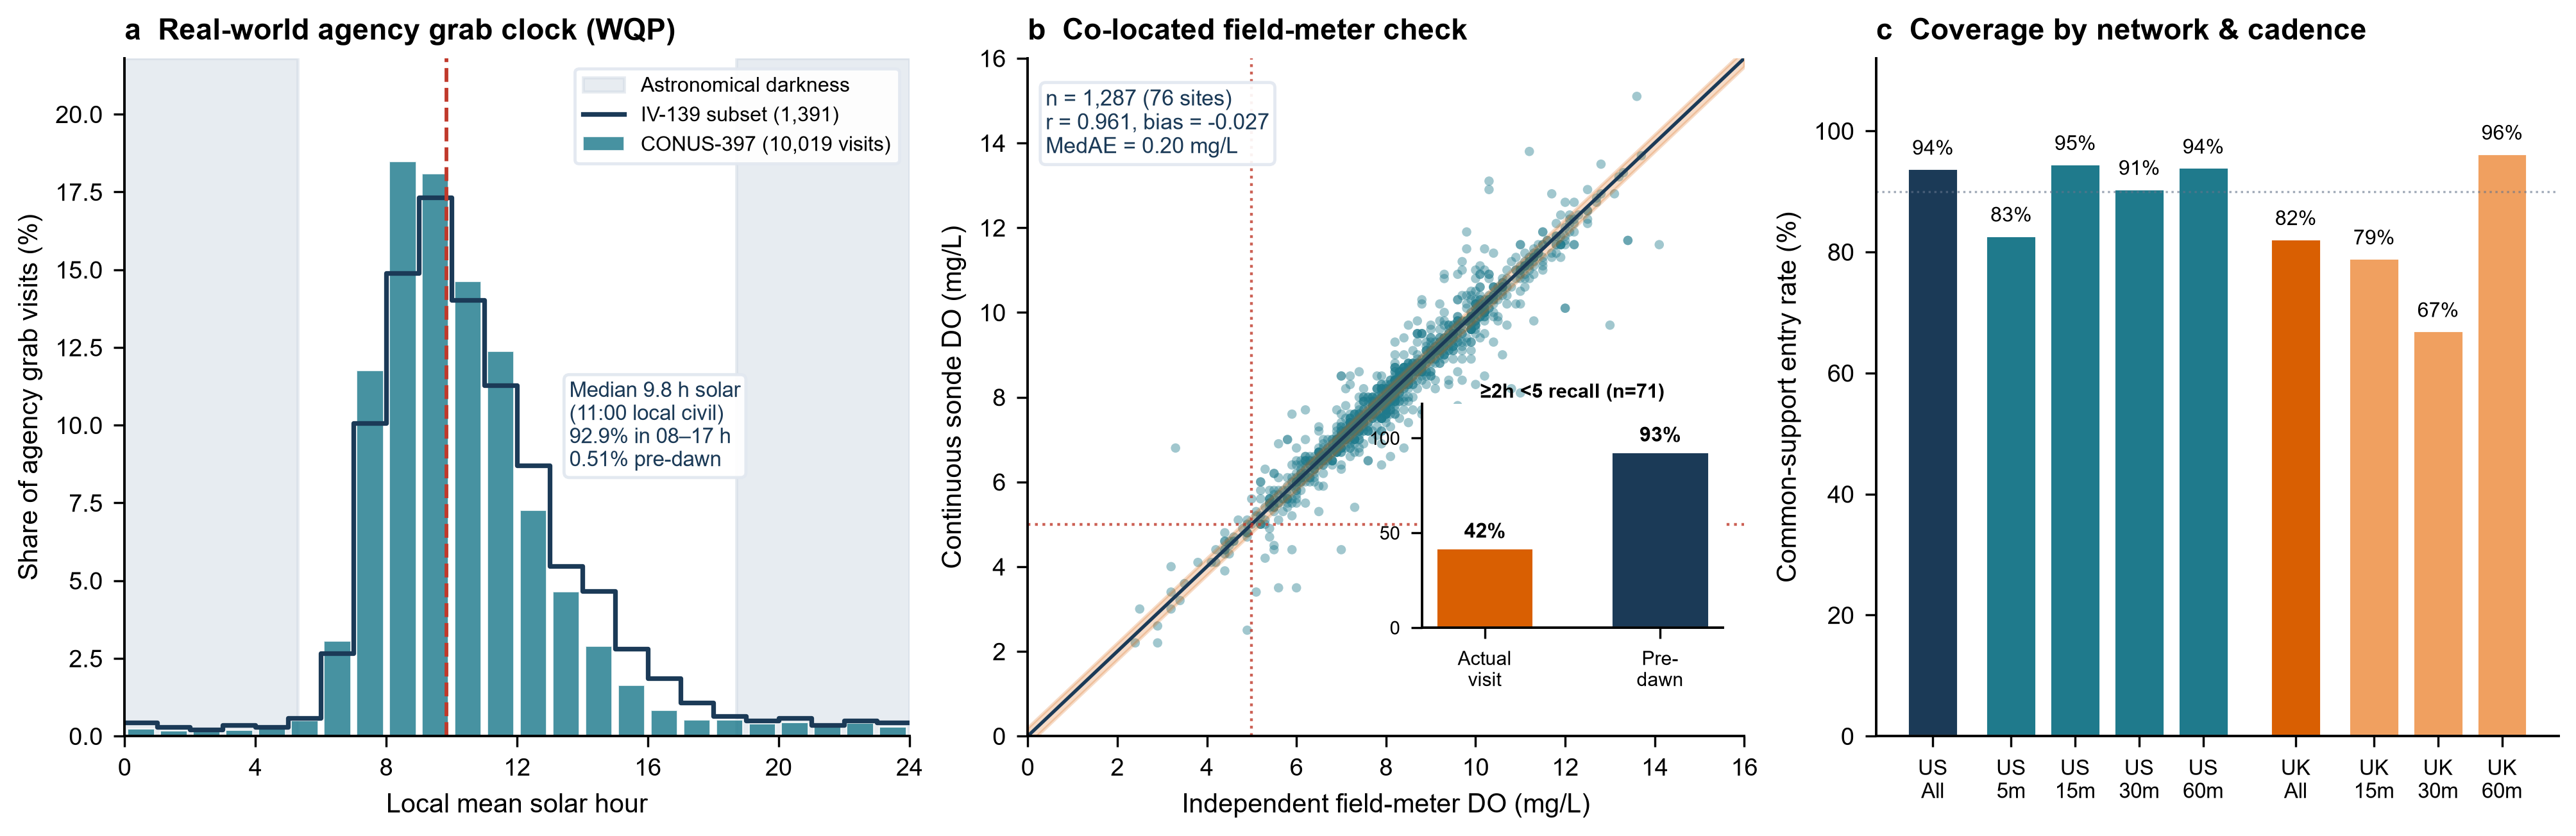 a Real-world agency grab clock (WQP)
Share of agency grab visits (%)
20.0
17.5
15.0
12.5
10.0
7.5
5.0
2.5
0.0
Astronomical darkness
IV-139 subset (1,391)
CONUS-397 (10,019 visits)
Median 9.8 h solar
(11:00 local civil)
92.9% in 08–17 h
0.51% pre-dawn
0 4 8 12 16 20 24
Local mean solar hour
b Co-located field-meter check
Continuous sonde DO (mg/L)
16
14
12
10
8
6
4
2
0
n = 1,287 (76 sites)
r = 0.961, bias = -0.027
MedAE = 0.20 mg/L
≥2h <5 recall (n=71)
100
50
0
42%
93%
Actual
visit
Pre-
dawn
0 2 4 6 8 10 12 14 16
Independent field-meter DO (mg/L)
c Coverage by network & cadence
Common-support entry rate (%)
100
80
60
40
20
0
94%
83%
95%
91%
94%
82%
79%
67%
96%
US
All
US
5m
US
15m
US
30m
US
60m
UK
All
UK
15m
UK
30m
UK
60m